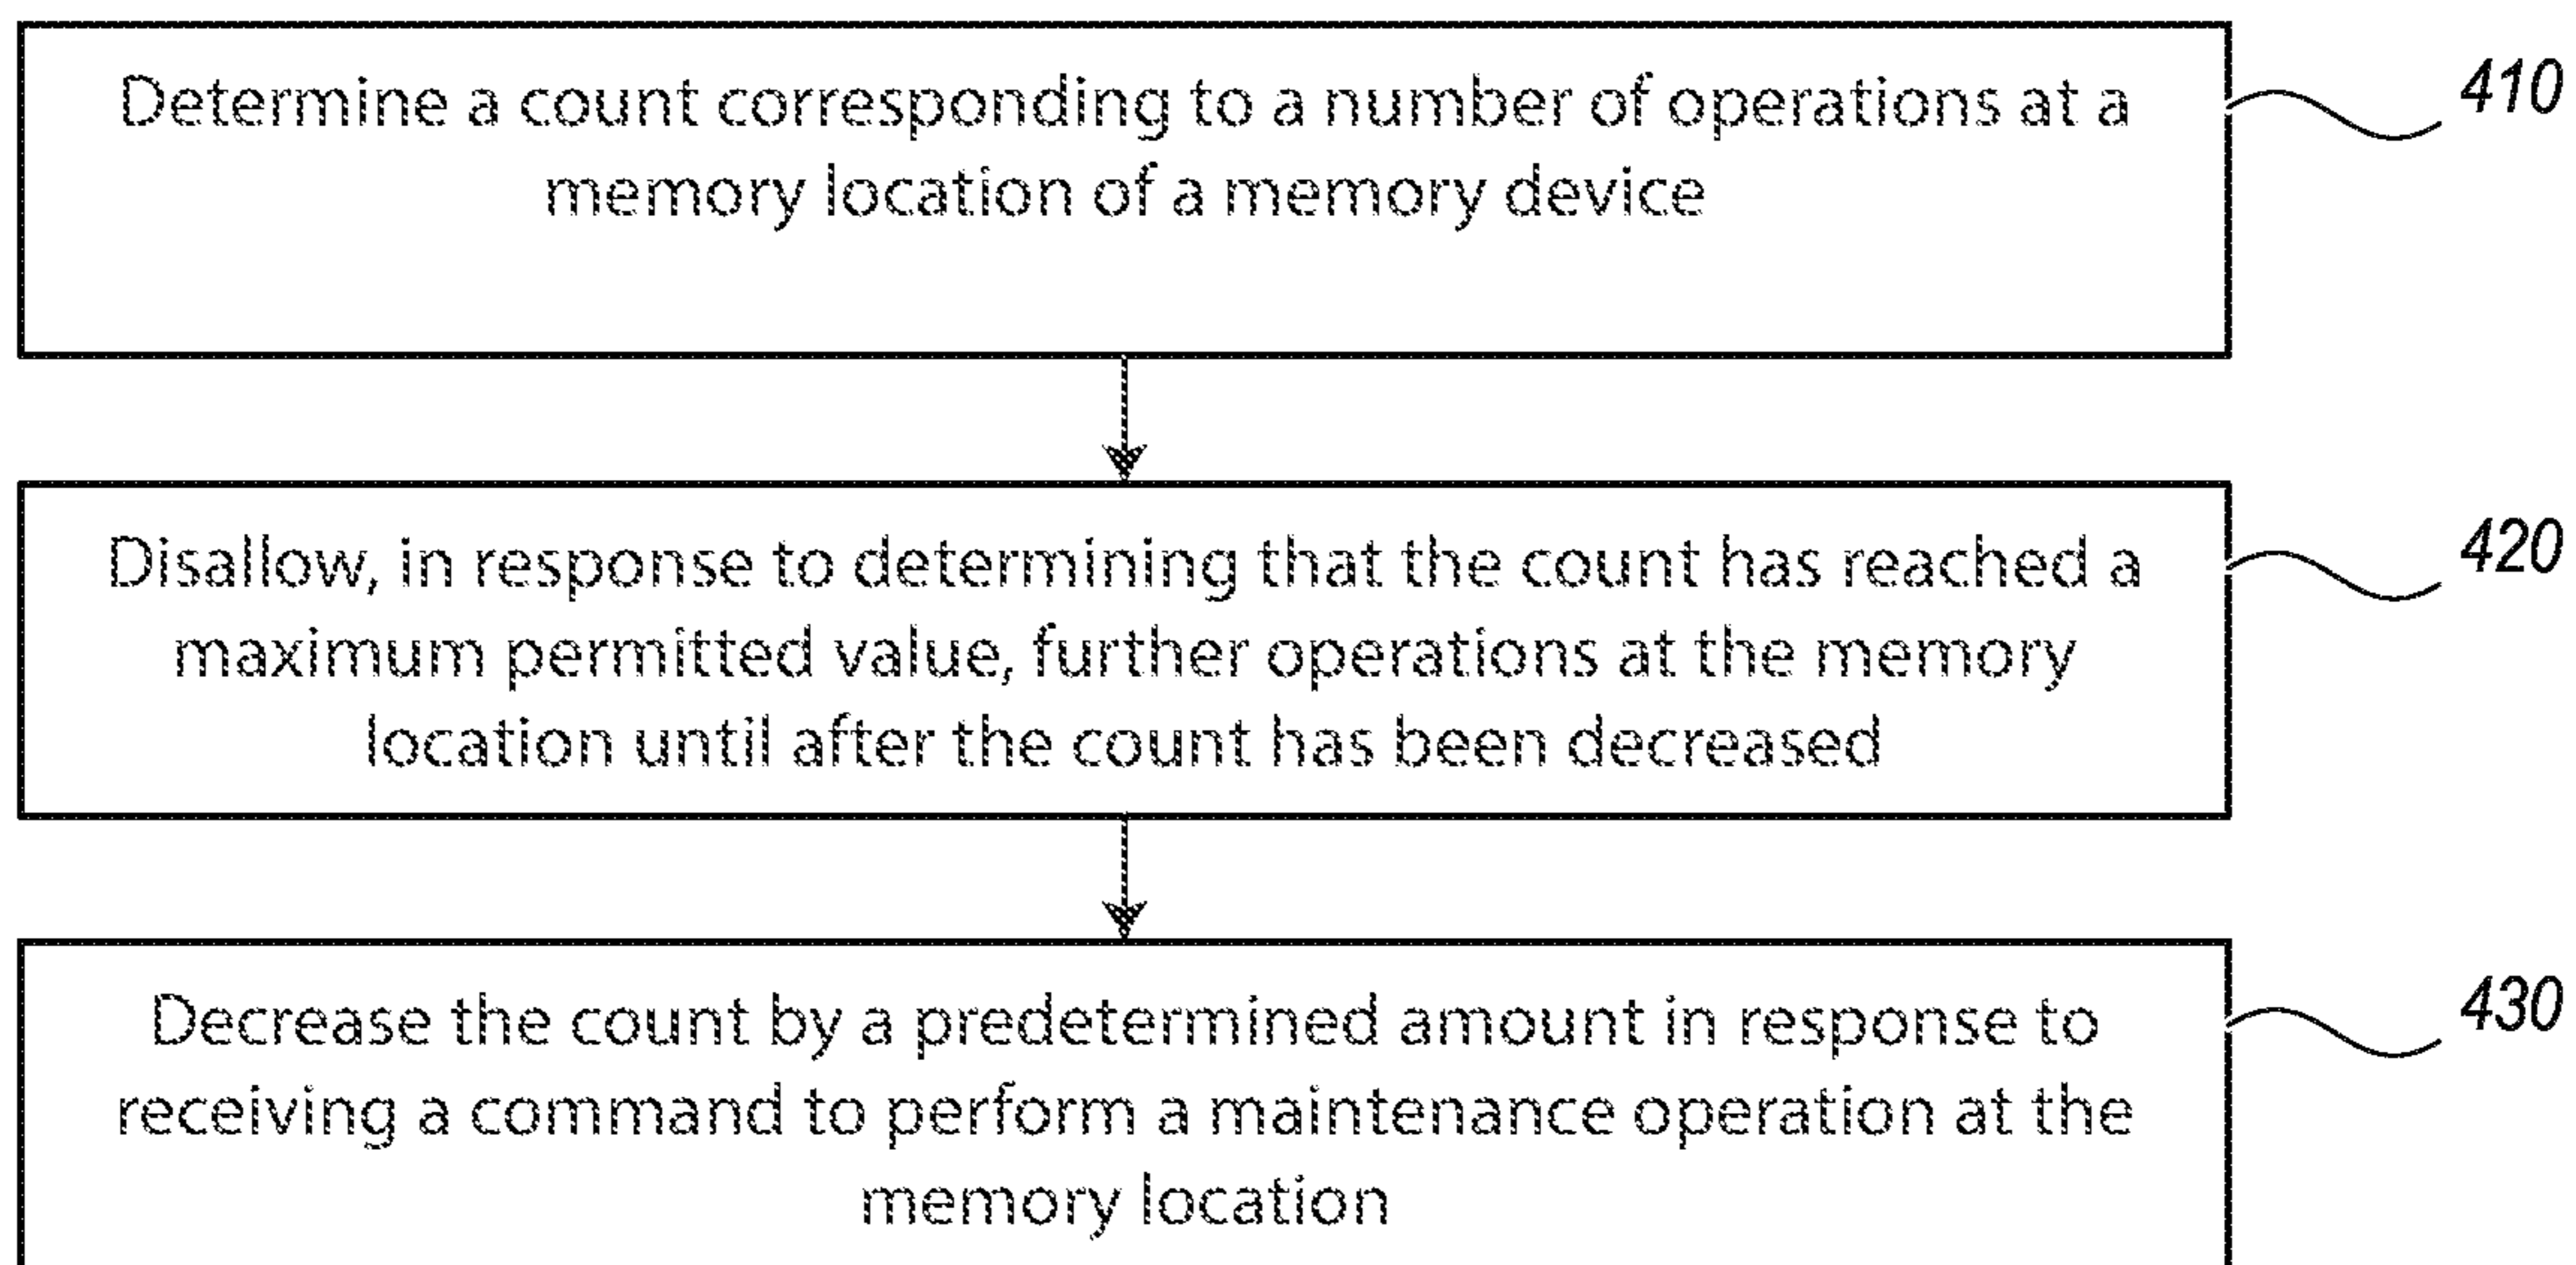 Determine a count corresponding to a number of operations at a
memory location of a memory device
410
Disallow, in response to determining that the count has reached a
maximum permitted value, further operations at the memory
location until after the count has been decreased
420
Decrease the count by a predetermined amount in response to
receiving a command to perform a maintenance operation at the
memory location
430